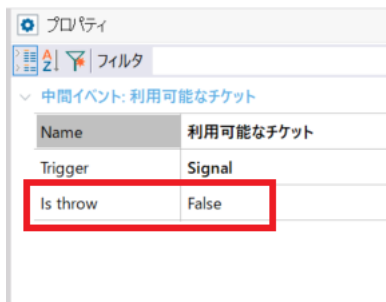 プロパティ
フィルタ
中間イベント: 利用可能なチケット
Name 利用可能なチケット
Trigger Signal
Is throw False